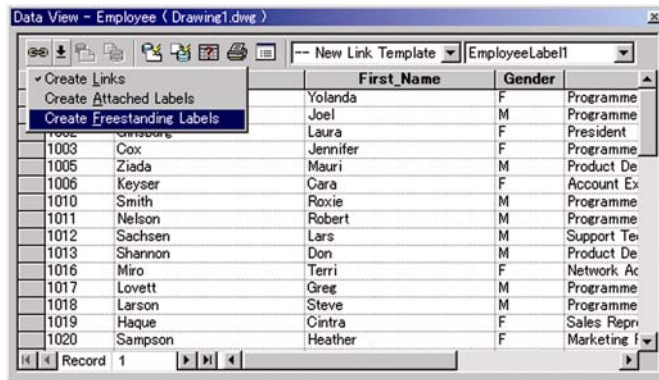 Data View - Employee ( Drawing1.dwg )
-- New Link Template EmployeeLabel1
Create Links
Create Attached Labels
Create Freestanding Labels
First_Name Gender
Yolanda F Programme
Joel M Programme
1002 Ginsburg Laura F President
1003 Cox Jennifer F Programme
1005 Ziada Mauri M Product De
1006 Keyser Cara F Account Ex
1010 Smith Roxie M Programme
1011 Nelson Robert M Programme
1012 Sachsen Lars M Support Te
1013 Shannon Don M Product De
1016 Miro Terri F Network Ad
1017 Lovett Greg M Programme
1018 Larson Steve M Programme
1019 Haque Cintra F Sales Repr
1020 Sampson Heather F Marketing
Record 1